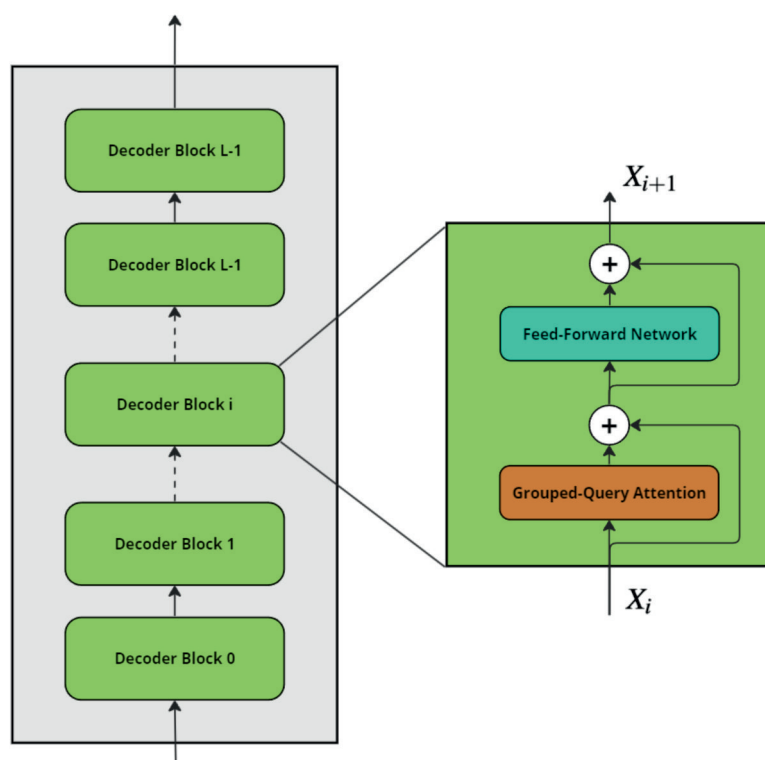 Decoder Block L-1
Decoder Block L-1
Decoder Block i
Decoder Block 1
Decoder Block 0
X_{i+1}
+
Feed-Forward Network
+
Grouped-Query Attention
X_i